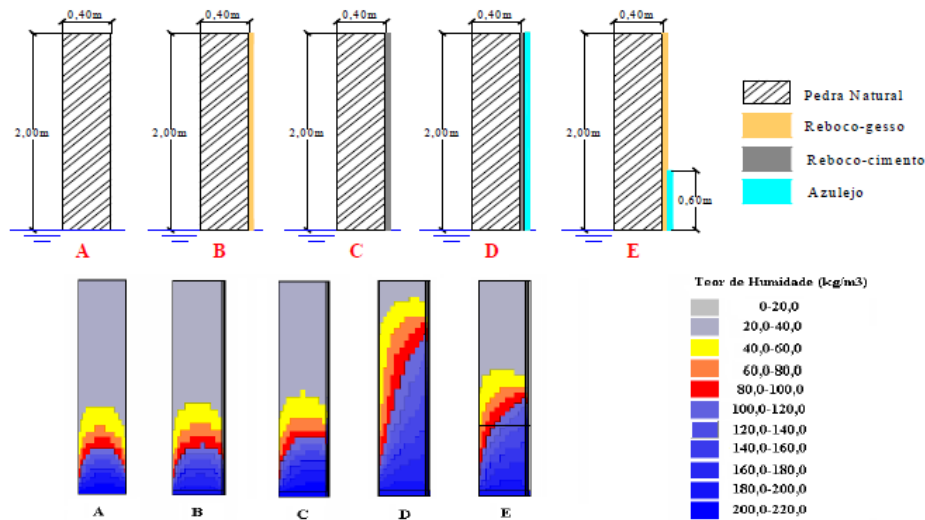 0,40m 0,40m 0,40m 0,40m 0,40m
2,00m 2,00m 2,00m 2,00m 2,00m
0,60m
A B C D E
Pedra Natural
Reboco-gesso
Reboco-cimento
Azulejo
A B C D E
Teor de Humidade (kg/m3)
0-20,0
20,0-40,0
40,0-60,0
60,0-80,0
80,0-100,0
100,0-120,0
120,0-140,0
140,0-160,0
160,0-180,0
180,0-200,0
200,0-220,0